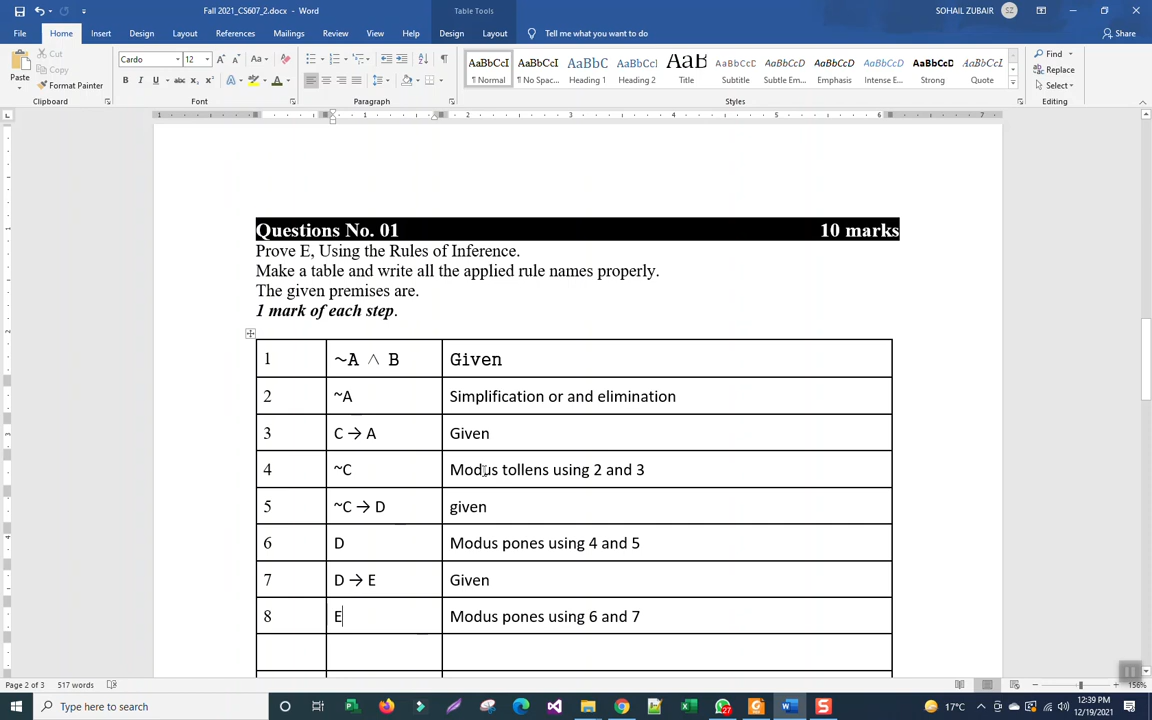 Fall 2021_CS607_2.docx - Word
Table Tools
SOHAIL ZUBAIR
SZ
File
Home
Insert
Design
Layout
References
Mailings
Review
View
Help
Design
Layout
Tell me what you want to do
Share
Paste
Cut
Copy
Format Painter
Clipboard
Cardo
12
Font
Paragraph
AaBbCcI
¶ Normal
AaBbCcI
¶ No Spac...
AaBbC
Heading 1
AaBbC
Heading 2
AaB
Title
AaBbCcD
Subtitle
AaBbCcD
Subtle Em...
AaBbCcD
Emphasis
AaBbCcD
Intense E...
AaBbCcD
Strong
AaBbCcD
Quote
Styles
Find
Replace
Select
Editing
Questions No. 01 10 marks
Prove E, Using the Rules of Inference.
Make a table and write all the applied rule names properly.
The given premises are.
1 mark of each step.
1 ~A ∧ B Given
2 ~A Simplification or and elimination
3 C → A Given
4 ~C Modus tollens using 2 and 3
5 ~C → D given
6 D Modus pones using 4 and 5
7 D → E Given
8 E Modus pones using 6 and 7
Page 2 of 3 517 words
156%
Type here to search
27
17°C
12:39 PM
12/19/2021